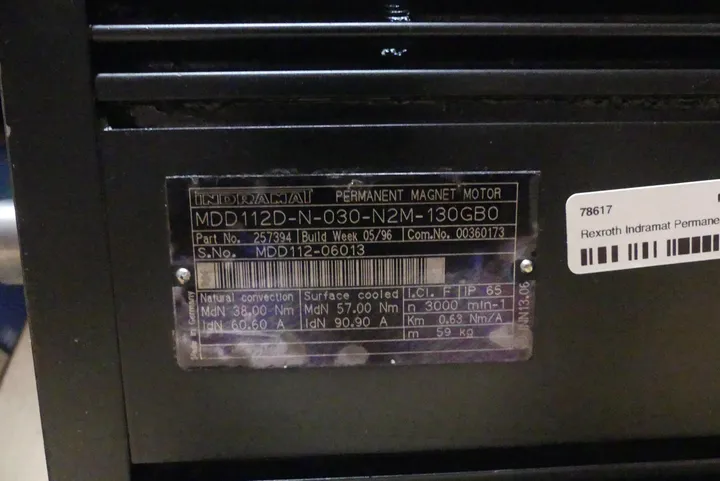 INDRAMAT PERMANENT MAGNET MOTOR
MDD112D-N-030-N2M-130GB0
Part No. 257394 Build Week 05/96 Com.No. 00360173
S.No. MDD112-06013
Natural convection Surface cooled I.Cl. F IP 65
MdN 38.00 Nm MdN 57.00 Nm n 3000 min-1
IdN 60.60 A IdN 90.90 A Km 0.63 Nm/A
m 59 kg
Made in Germany
78617
Rexroth Indramat Permane